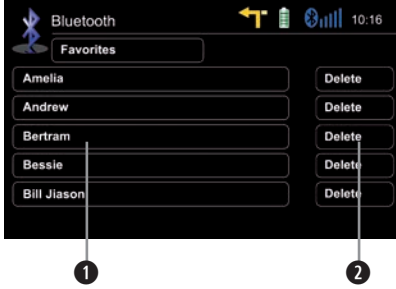 Bluetooth 10:16
Favorites
Amelia Delete
Andrew Delete
Bertram Delete
Bessie Delete
Bill Jiason Delete
1 2